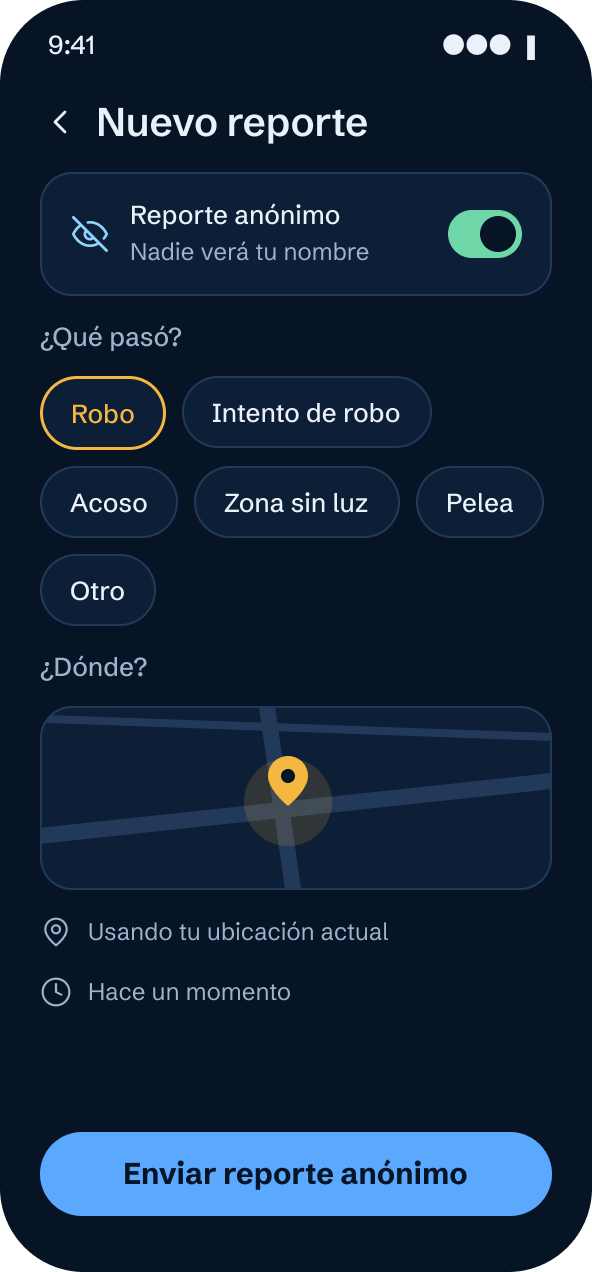 9:41
Nuevo reporte
Reporte anónimo
Nadie verá tu nombre
¿Qué pasó?
Robo
Intento de robo
Acoso
Zona sin luz
Pelea
Otro
¿Dónde?
Usando tu ubicación actual
Hace un momento
Enviar reporte anónimo